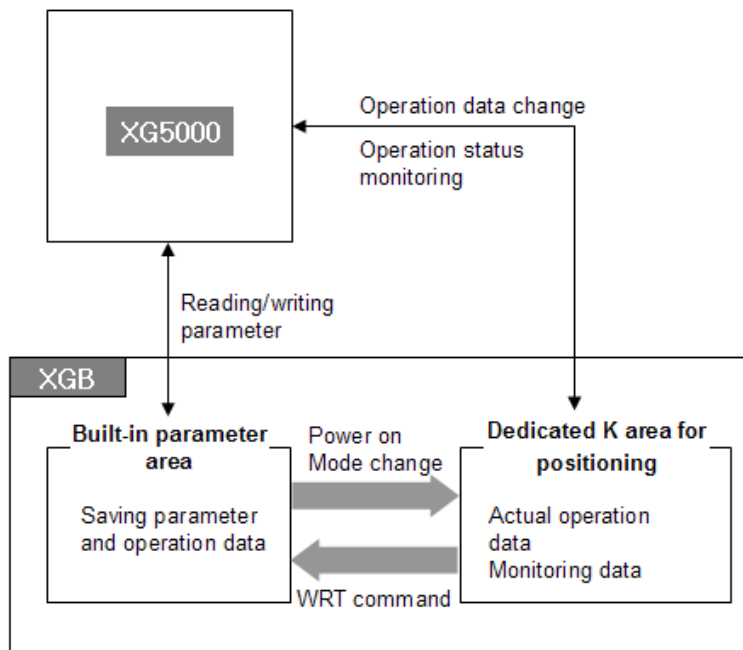 XG5000
Operation data change
Operation status
monitoring
Reading/writing
parameter
XGB
Built-in parameter
area
Saving parameter
and operation data
Power on
Mode change
WRT command
Dedicated K area for
positioning
Actual operation
data
Monitoring data